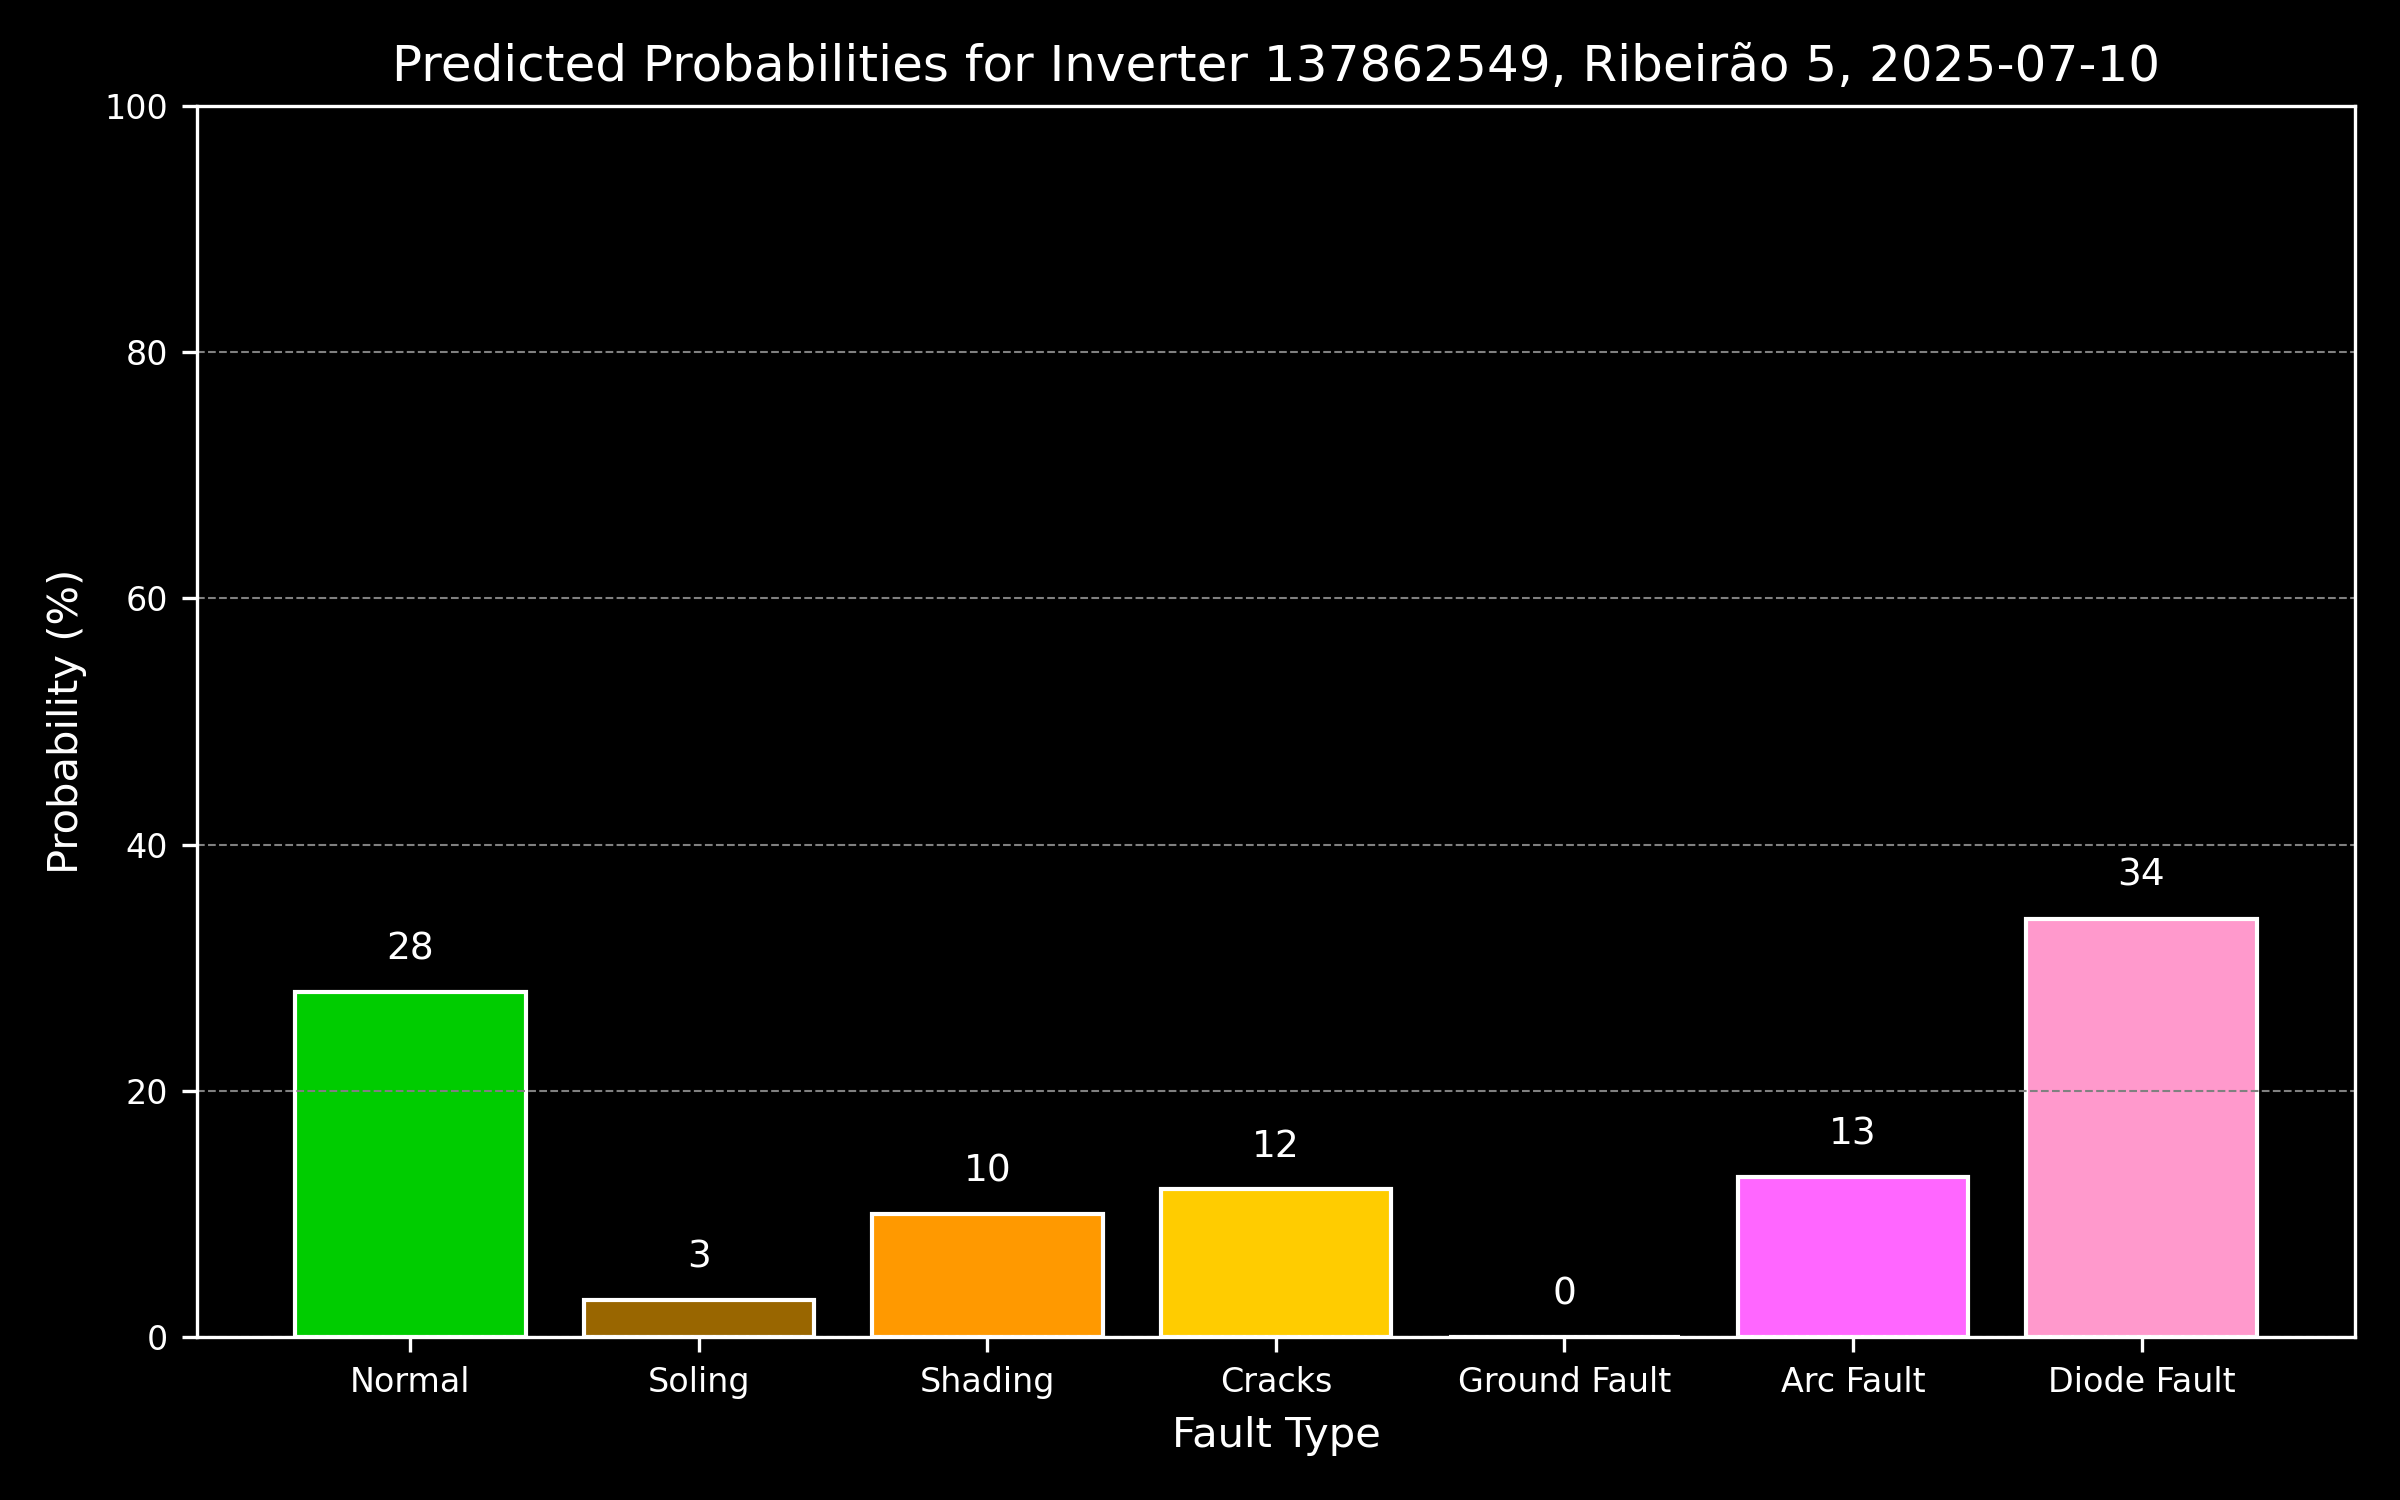 Predicted Probabilities for Inverter 137862549, Ribeirão 5, 2025-07-10
100
80
60
40
20
0
Probability (%)
28
3
10
12
0
13
34
Normal
Soling
Shading
Cracks
Ground Fault
Arc Fault
Diode Fault
Fault Type